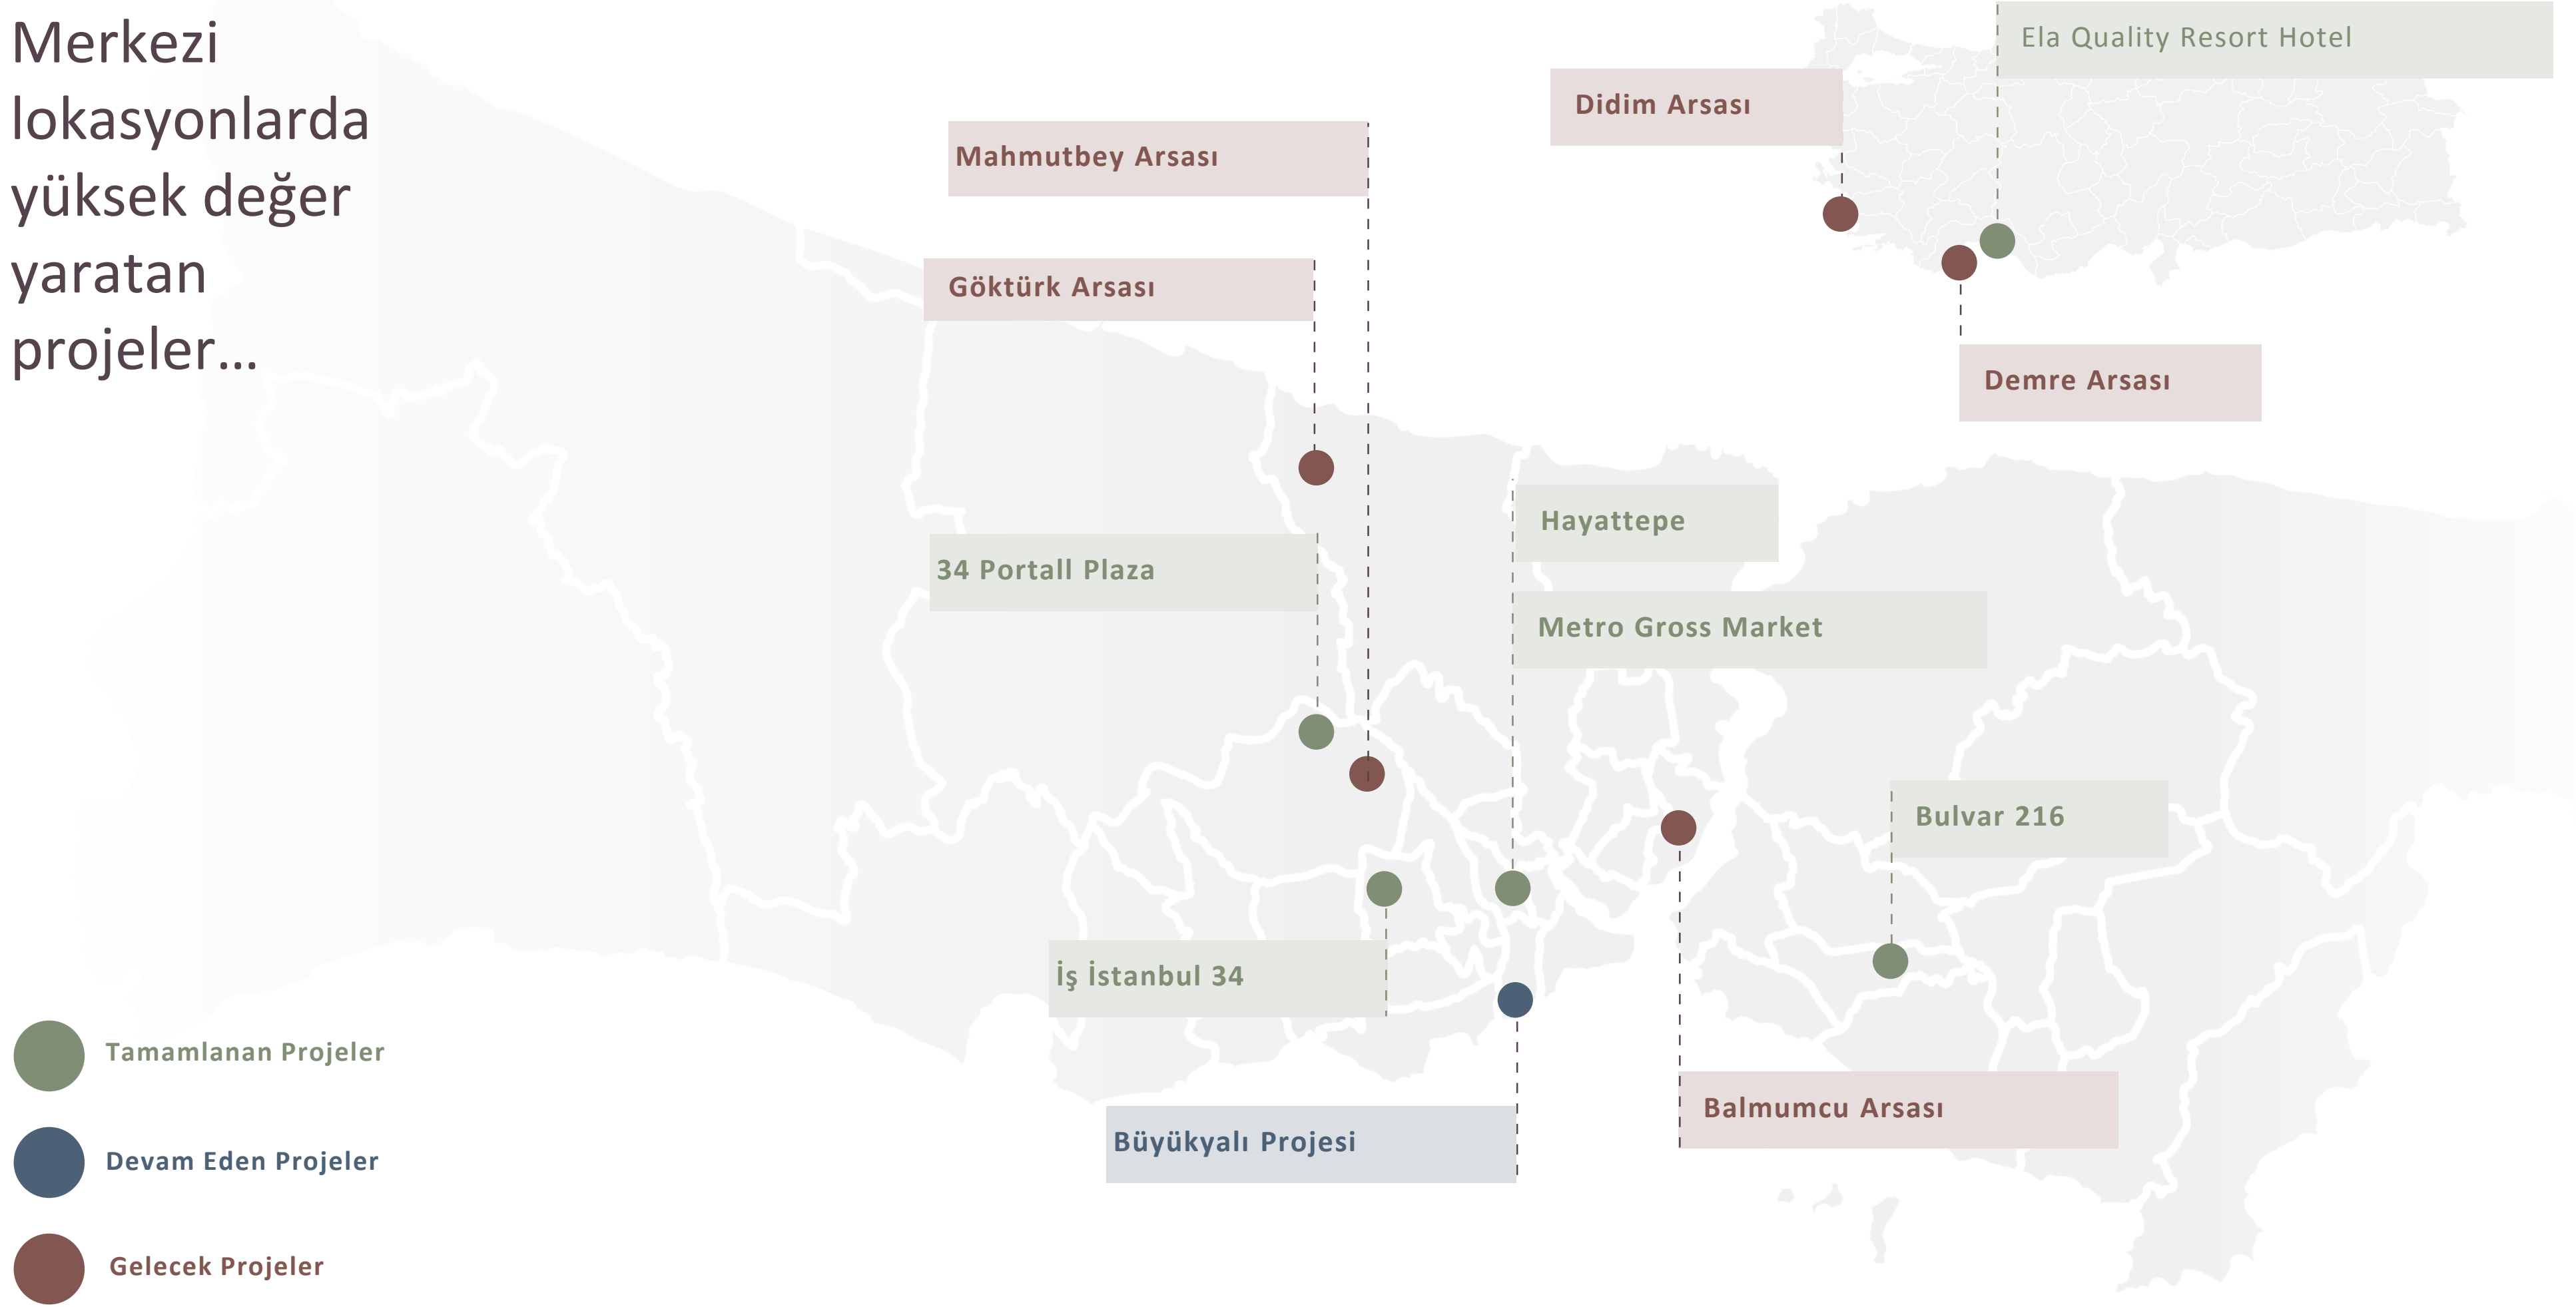 Merkezi
lokasyonlarda
yüksek değer
yaratan
projeler...
Ela Quality Resort Hotel
Didim Arsası
Mahmutbey Arsası
Göktürk Arsası
Demre Arsası
Hayattepe
34 Portall Plaza
Metro Gross Market
Bulvar 216
İş İstanbul 34
Balmumcu Arsası
Büyükyalı Projesi
Tamamlanan Projeler
Devam Eden Projeler
Gelecek Projeler